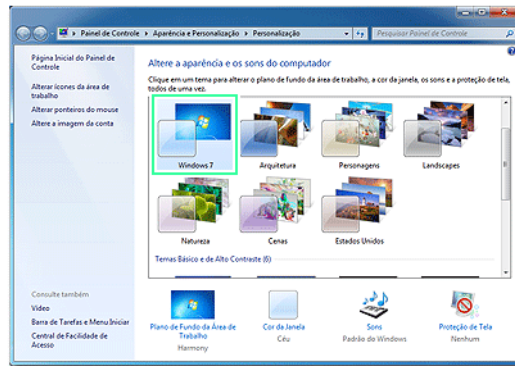 Painel de Controle ▸ Aparência e Personalização ▸ Personalização
Pesquisar Painel de Controle
Página Inicial do Painel de
Controle
Alterar ícones da área de
trabalho
Alterar ponteiros do mouse
Altere a imagem da conta
Altere a aparência e os sons do computador
Clique em um tema para alterar o plano de fundo da área de trabalho, a cor da janela, os sons e a proteção de tela,
todos de uma vez.
Windows 7
Arquitetura
Personagens
Landscapes
Natureza
Cenas
Estados Unidos
Temas Básico e de Alto Contraste (6)
Consulte também
Vídeo
Barra de Tarefas e Menu Iniciar
Central de Facilidade de
Acesso
Plano de Fundo da Área de
Trabalho
Harmony
Cor da Janela
Céu
Sons
Padrão do Windows
Proteção de Tela
Nenhum